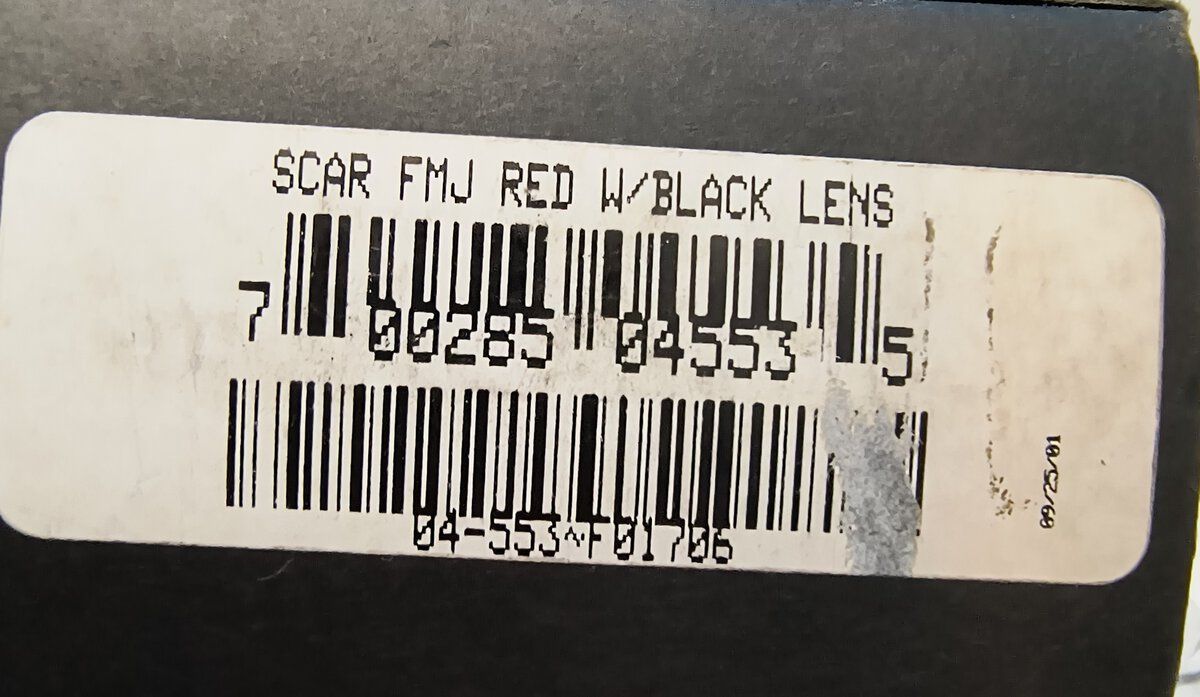 SCAR FMJ RED W/BLACK LENS
7 00285 04553 5
04-553^F01706
09/25/01